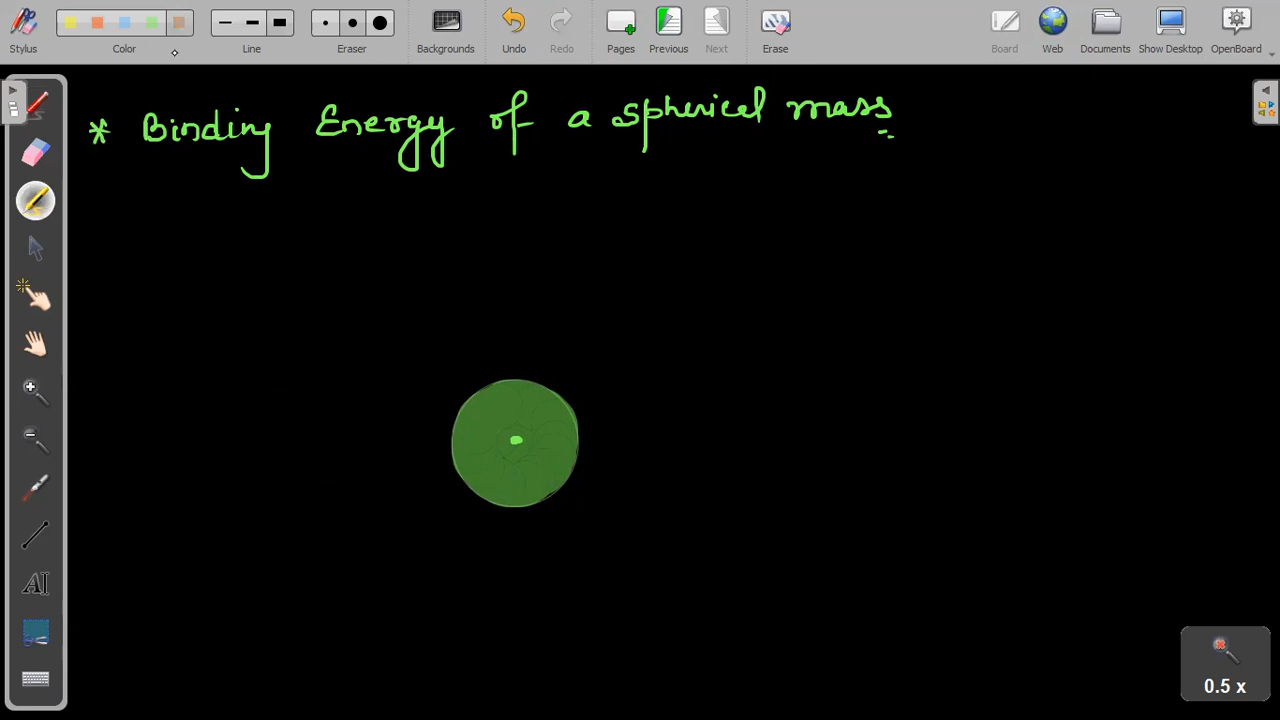 Stylus
Color
Line
Eraser
Backgrounds
Undo
Redo
Pages
Previous
Next
Erase
Board
Web
Documents
Show Desktop
OpenBoard
* Binding Energy of a spherical mass
AI
0.5 x